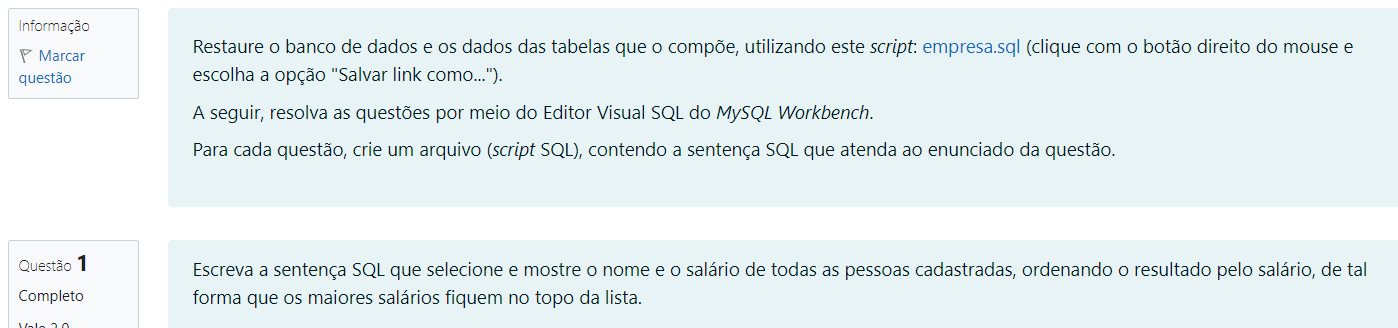 Informação
Marcar
questão
Restaure o banco de dados e os dados das tabelas que o compõe, utilizando este script: empresa.sql (clique com o botão direito do mouse e
escolha a opção "Salvar link como...").
A seguir, resolva as questões por meio do Editor Visual SQL do MySQL Workbench.
Para cada questão, crie um arquivo (script SQL), contendo a sentença SQL que atenda ao enunciado da questão.
Questão 1
Completo
Vale 2,0
Escreva a sentença SQL que selecione e mostre o nome e o salário de todas as pessoas cadastradas, ordenando o resultado pelo salário, de tal
forma que os maiores salários fiquem no topo da lista.